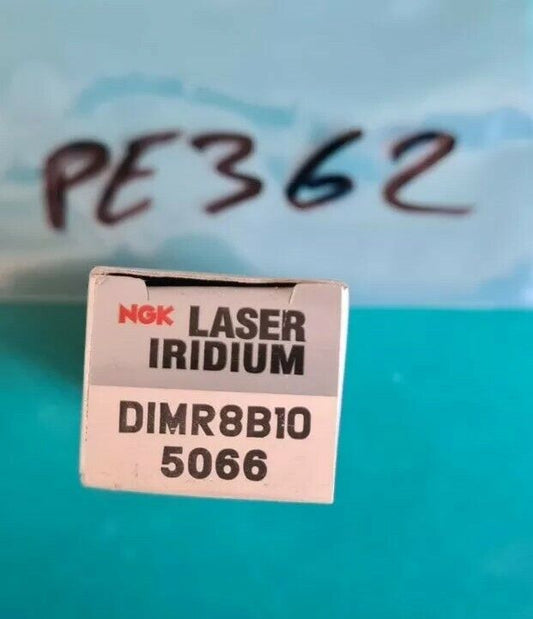 PE362
NGK LASER
IRIDIUM
DIMR8B10
5066